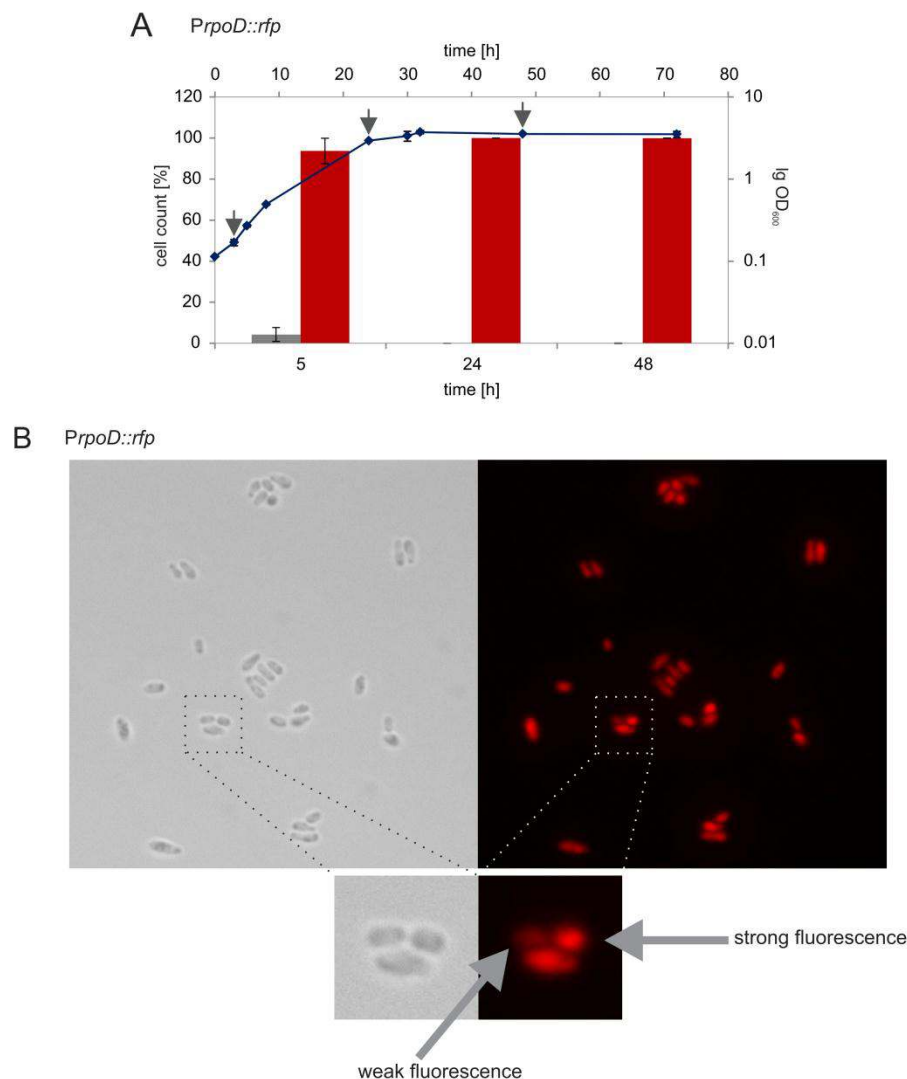 A PrpoD::rfp
time [h]
0 10 20 30 40 50 60 70 80
120 10
100
80 1
60
40 0.1
20
0 0.01
cell count [%]
lg OD600
5 24 48
time [h]
B PrpoD::rfp
strong fluorescence
weak fluorescence